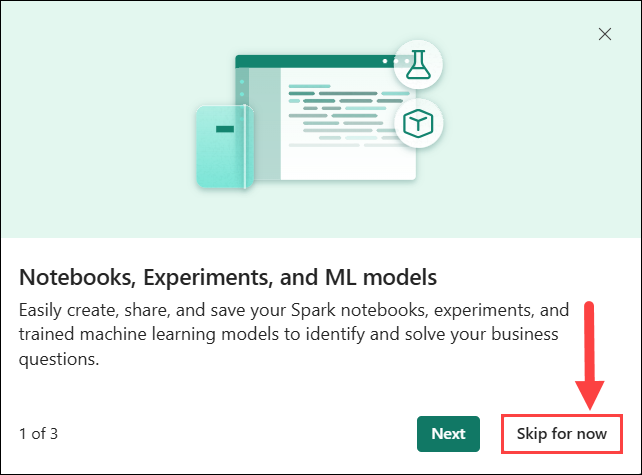 Notebooks, Experiments, and ML models
Easily create, share, and save your Spark notebooks, experiments, and
trained machine learning models to identify and solve your business
questions.
1 of 3
Next
Skip for now